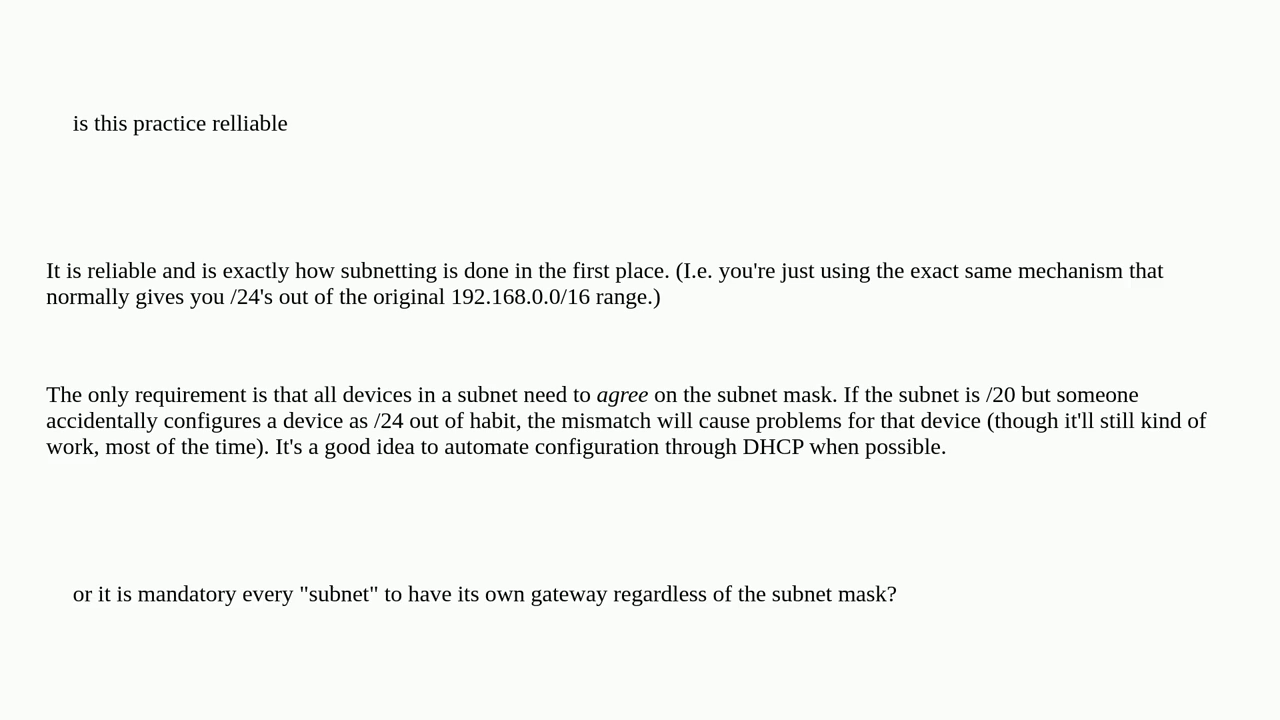 is this practice relliable
It is reliable and is exactly how subnetting is done in the first place. (I.e. you're just using the exact same mechanism that
normally gives you /24's out of the original 192.168.0.0/16 range.)
The only requirement is that all devices in a subnet need to agree on the subnet mask. If the subnet is /20 but someone
accidentally configures a device as /24 out of habit, the mismatch will cause problems for that device (though it'll still kind of
work, most of the time). It's a good idea to automate configuration through DHCP when possible.
or it is mandatory every "subnet" to have its own gateway regardless of the subnet mask?